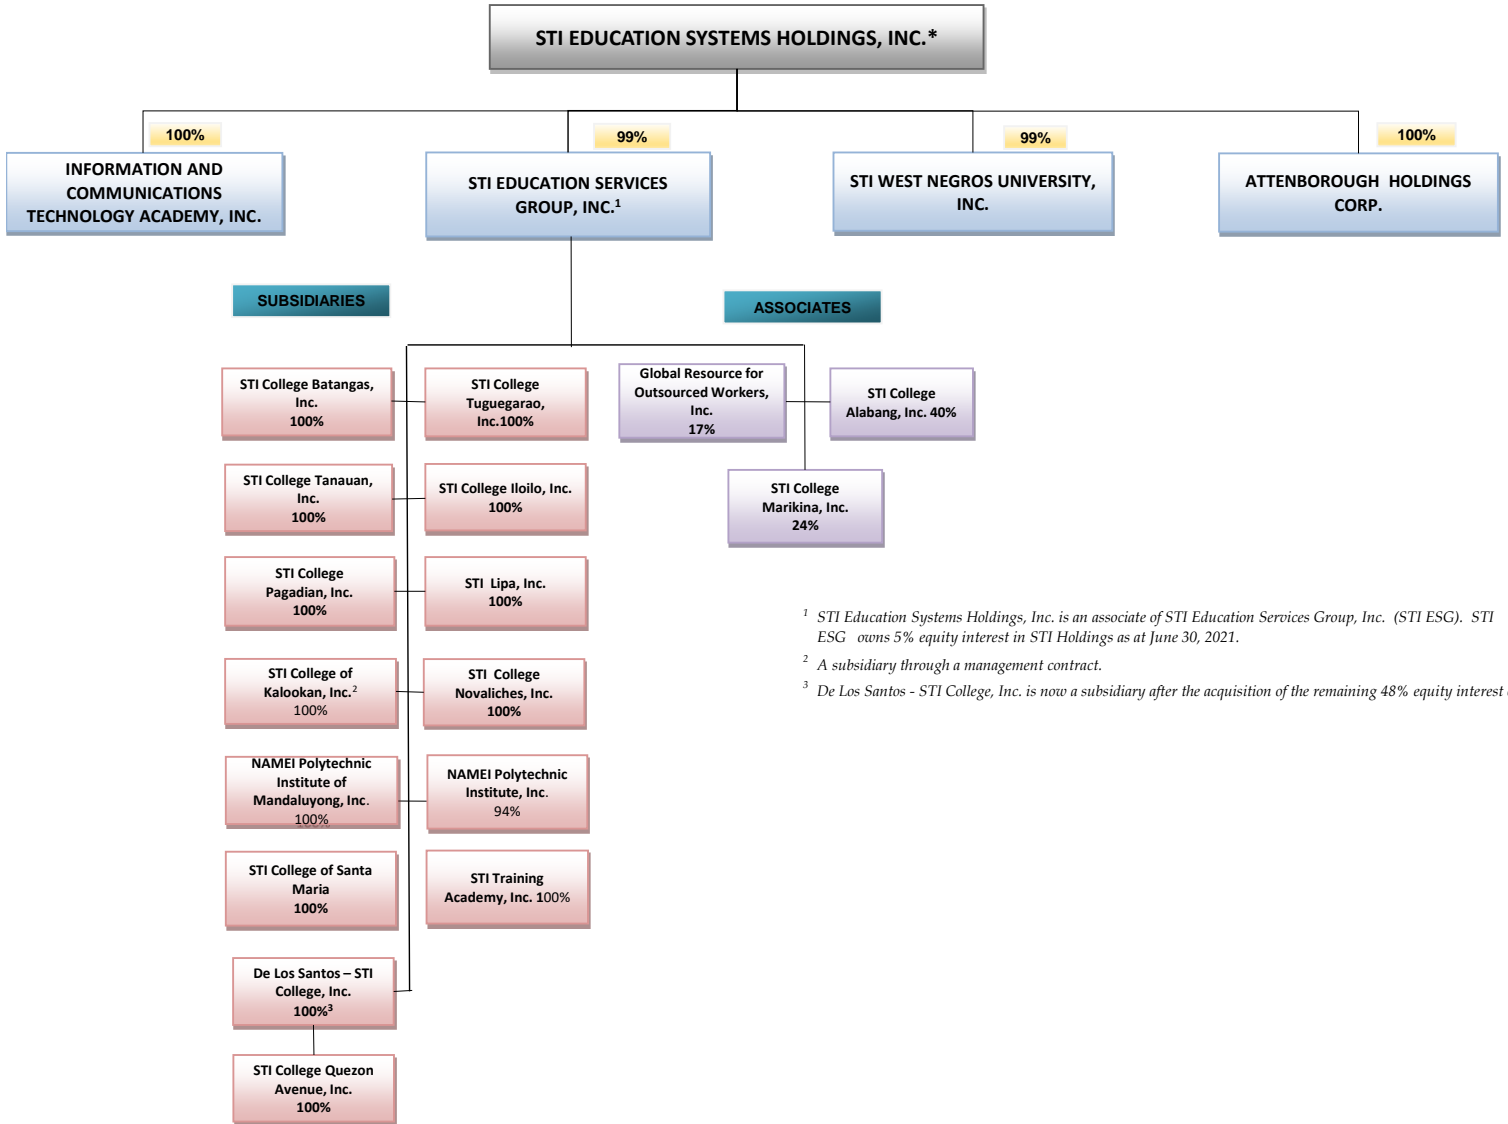 STI EDUCATION SYSTEMS HOLDINGS, INC.*
100%
99%
99%
100%
INFORMATION AND
COMMUNICATIONS
TECHNOLOGY ACADEMY, INC.
STI EDUCATION SERVICES
GROUP, INC.1
STI WEST NEGROS UNIVERSITY,
INC.
ATTENBOROUGH HOLDINGS
CORP.
SUBSIDIARIES
ASSOCIATES
STI College Batangas,
Inc.
100%
STI College
Tuguegarao,
Inc.100%
Global Resource for
Outsourced Workers,
Inc.
17%
STI College
Alabang, Inc. 40%
STI College Tanauan,
Inc.
100%
STI College Iloilo, Inc.
100%
STI College
Marikina, Inc.
24%
STI College
Pagadian, Inc.
100%
STI Lipa, Inc.
100%
1 STI Education Systems Holdings, Inc. is an associate of STI Education Services Group, Inc. (STI ESG). STI
ESG owns 5% equity interest in STI Holdings as at June 30, 2021.
2 A subsidiary through a management contract.
3 De Los Santos - STI College, Inc. is now a subsidiary after the acquisition of the remaining 48% equity interest
STI College of
Kalookan, Inc.2
100%
STI College
Novaliches, Inc.
100%
NAMEI Polytechnic
Institute of
Mandaluyong, Inc.
100%
NAMEI Polytechnic
Institute, Inc.
94%
STI College of Santa
Maria
100%
STI Training
Academy, Inc. 100%
De Los Santos – STI
College, Inc.
100%3
STI College Quezon
Avenue, Inc.
100%